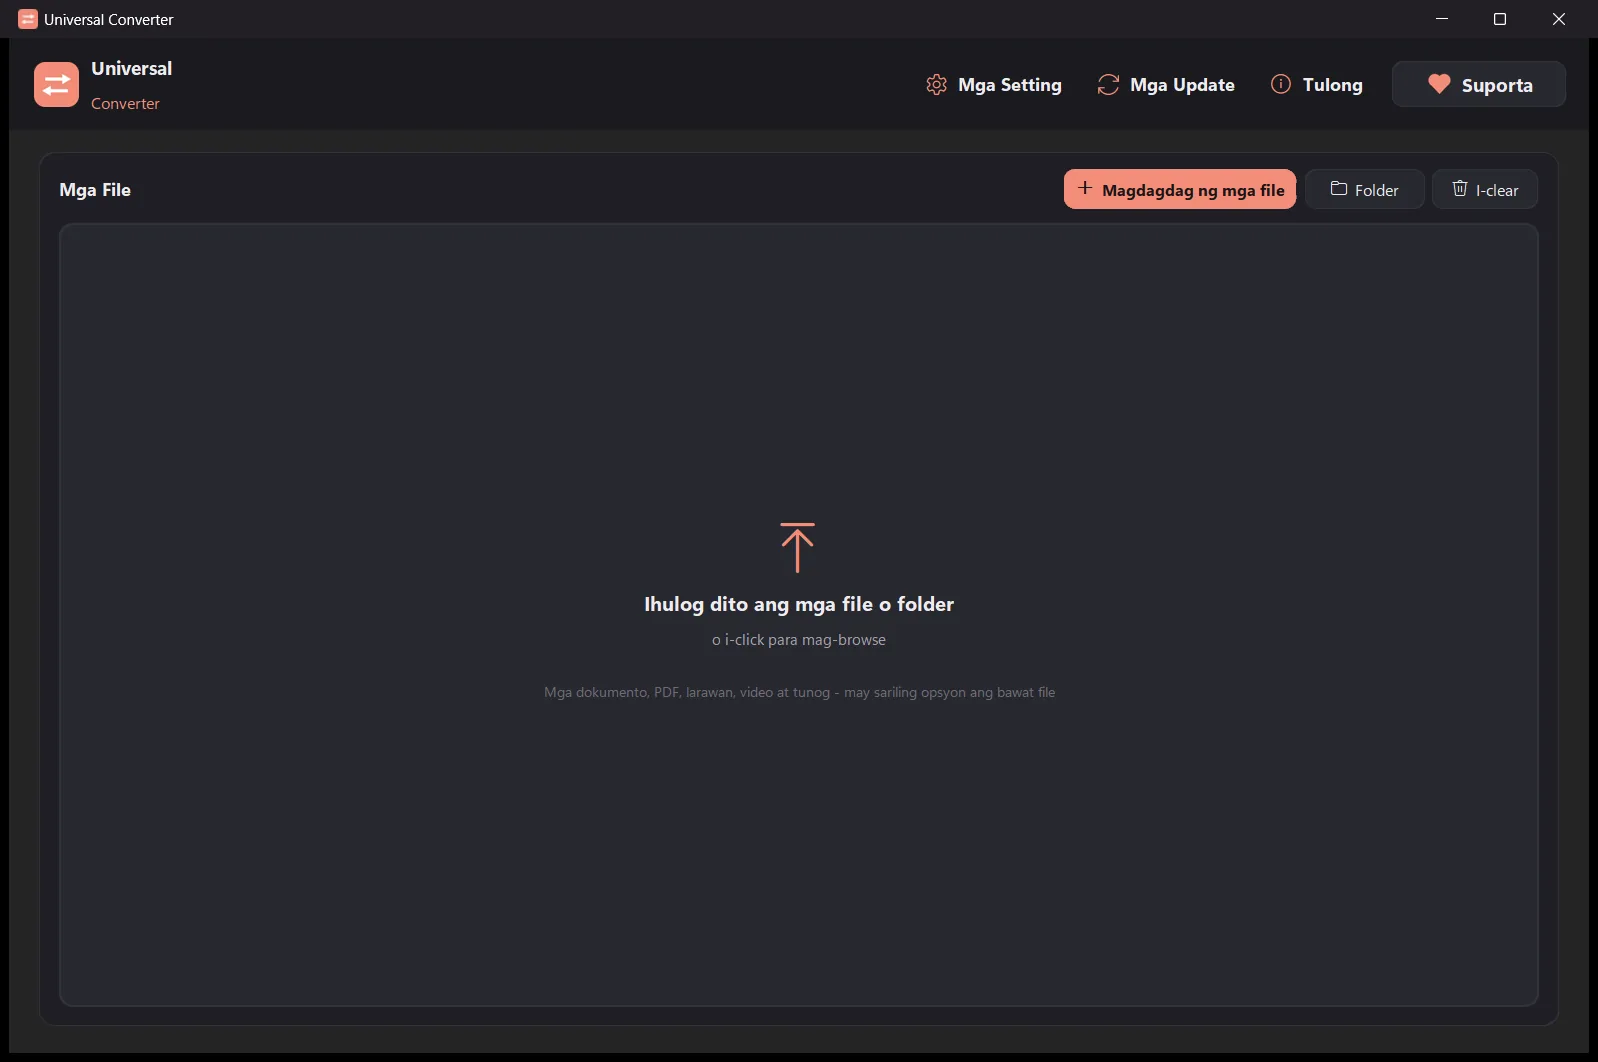 Universal Converter
Universal
Converter
Mga Setting
Mga Update
Tulong
Suporta
Mga File
Magdagdag ng mga file
Folder
I-clear
Ihulog dito ang mga file o folder
o i-click para mag-browse
Mga dokumento, PDF, larawan, video at tunog - may sariling opsyon ang bawat file